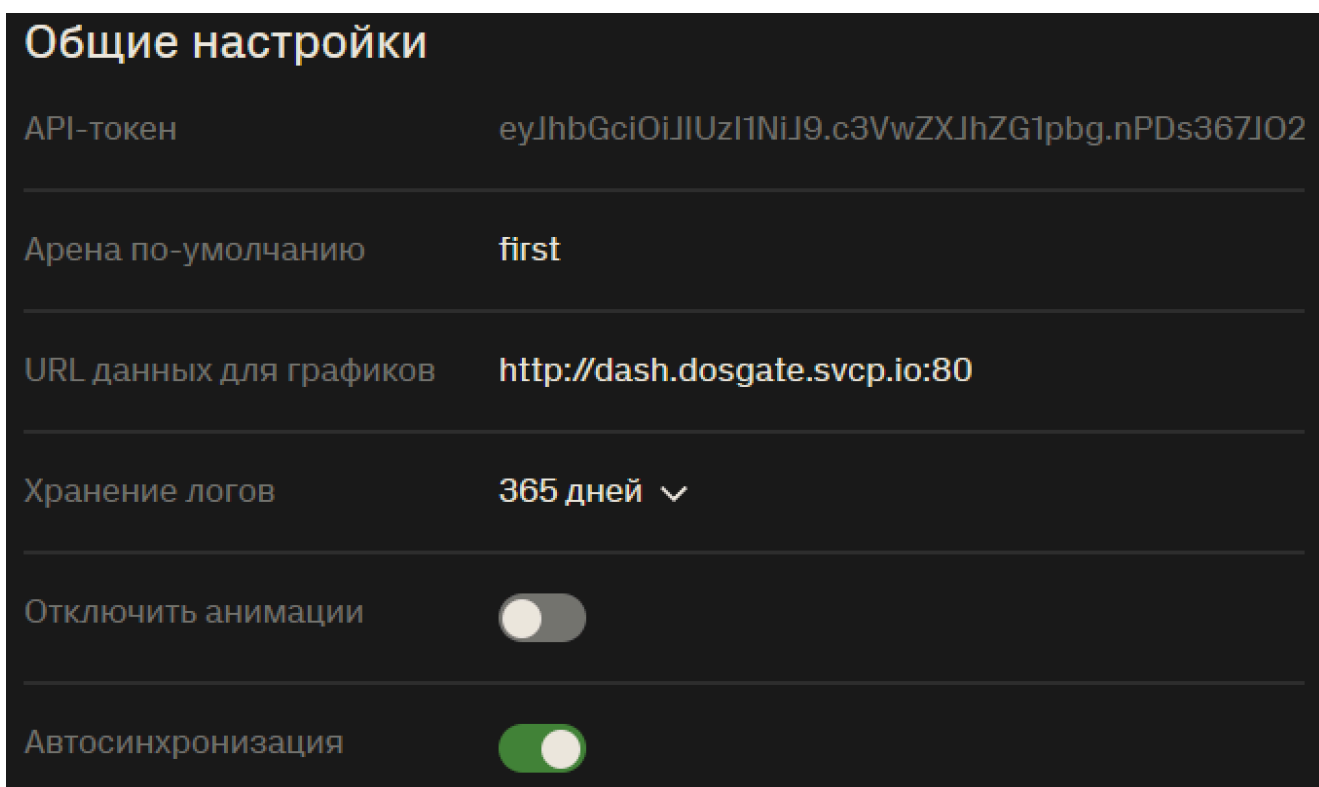 Общие настройки
API-токен eyJhbGciOiJIUzI1NiJ9.c3VwZXJhZG1pbg.nPDs367JO2
Арена по-умолчанию first
URL данных для графиков http://dash.dosgate.svcp.io:80
Хранение логов 365 дней
Отключить анимации
Автосинхронизация